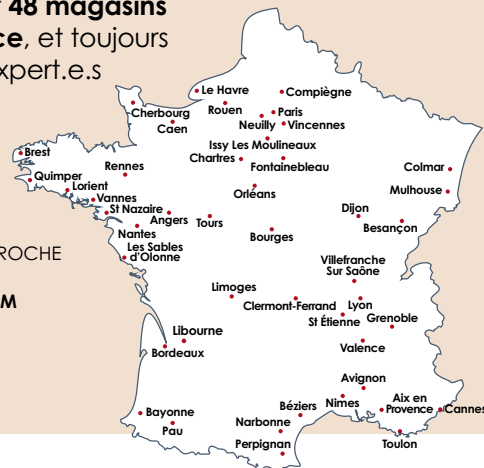 48 magasins
ce, et toujours
xpert.e.s
ROCHE
M
Le Havre
Compiègne
Cherbourg
Rouen
Paris
Caen
Neuilly
Vincennes
Issy Les Moulineaux
Brest
Chartres
Fontainebleau
Rennes
Colmar
Quimper
Lorient
Orléans
Mulhouse
Vannes
St Nazaire
Angers
Tours
Dijon
Besançon
Nantes
Bourges
Les Sables
d'Olonne
Villefranche
Sur Saône
Limoges
Clermont-Ferrand
Lyon
St Étienne
Grenoble
Libourne
Bordeaux
Valence
Avignon
Bayonne
Béziers
Nimes
Aix en
Provence
Cannes
Pau
Narbonne
Perpignan
Toulon